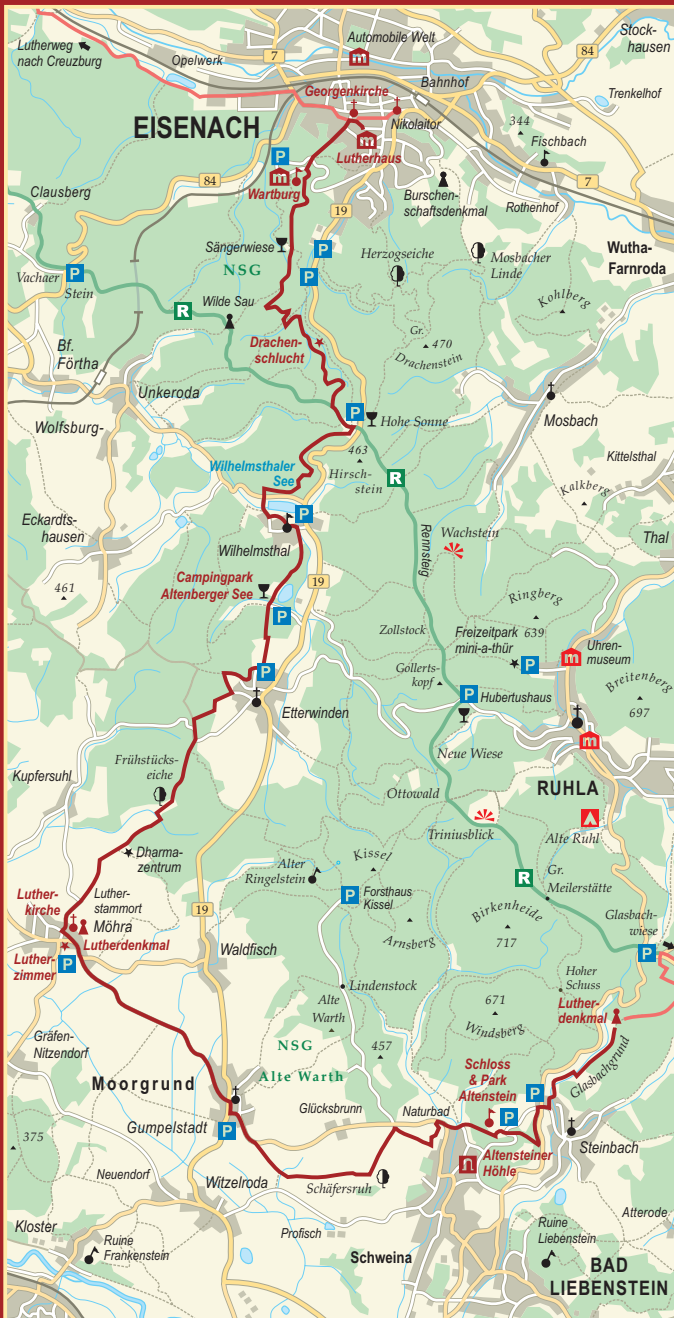 Lutherweg
nach Creuzburg
Opelwerk
7
Automobile Welt
m
84
Stock-
hausen
Bahnhof
Trenkelhof
Georgenkirche
EISENACH
Nikolaitor
344
Fischbach
m
Lutherhaus
P
m
Wartburg
84
7
Clausberg
19
Burschen-
schaftsdenkmal
Rothenhof
Sängerwiese
P
Herzogseiche
Mosbacher
Linde
Wutha-
Farnroda
Vachaer
Stein
P
NSG
P
R
Wilde Sau
Kohlberg
Drachen-
schlucht
Gr.
Drachenstein
470
Bf.
Förtha
Unkeroda
P
Hohe Sonne
Mosbach
Wolfsburg-
463
Hirsch-
stein
Wilhelmsthaler
See
R
Kittelsthal
Kalkberg
P
Eckardts-
hausen
Wilhelmsthal
Rennsteig
Wachstein
Thal
461
Campingpark
Altenberger See
19
P
Ringberg
639
Zollstock
Freizeitpark
mini-a-thür
P
m
Uhren-
museum
P
Gollerts-
kopf
Breitenberg
697
P
Hubertushaus
Etterwinden
m
Frühstücks-
eiche
Neue Wiese
Kupfersuhl
Ottowald
RUHLA
Triniusblick
Alte Ruhl
Dharma-
zentrum
Alter
Ringelstein
Kissel
R
Gr.
Meilerstätte
P
Forsthaus
Kissel
Luther-
kirche
Luther-
stammort
Möhra
Lutherdenkmal
19
Birkenheide
717
Glasbach-
wiese
Arnsberg
P
Waldfisch
Luther-
zimmer
P
Hoher
Schuss
Lindenstock
Luther-
denkmal
Alte
Warth
671
Windsberg
Gräfen-
Nitzendorf
NSG
Alte Warth
457
Schloss
& Park
Altenstein
Glasbachgrund
Moorgrund
P
Glücksbrunn
Naturbad
P
Gumpelstadt
P
Steinbach
375
Altensteiner
Höhle
Neuendorf
Witzelroda
Schäfersruh
Atterode
Kloster
Profisch
Ruine
Frankenstein
Ruine
Liebenstein
Schweina
BAD
LIEBENSTEIN